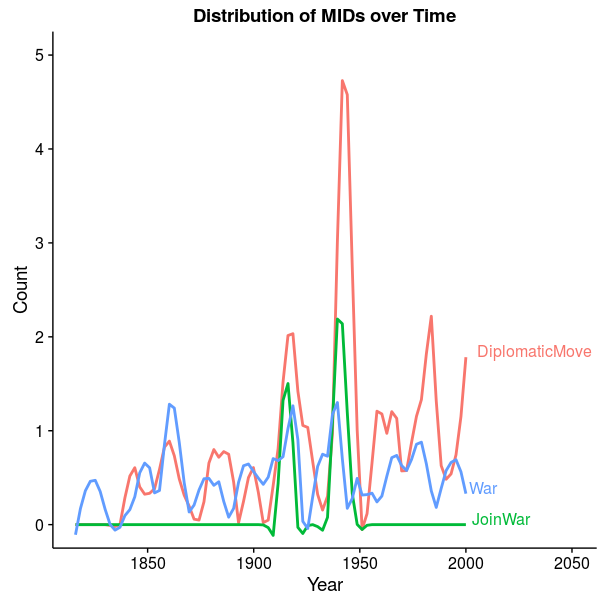 Distribution of MIDs over Time
5
4
3
2
1
0
Count
DiplomaticMove
War
JoinWar
1850
1900
1950
2000
2050
Year